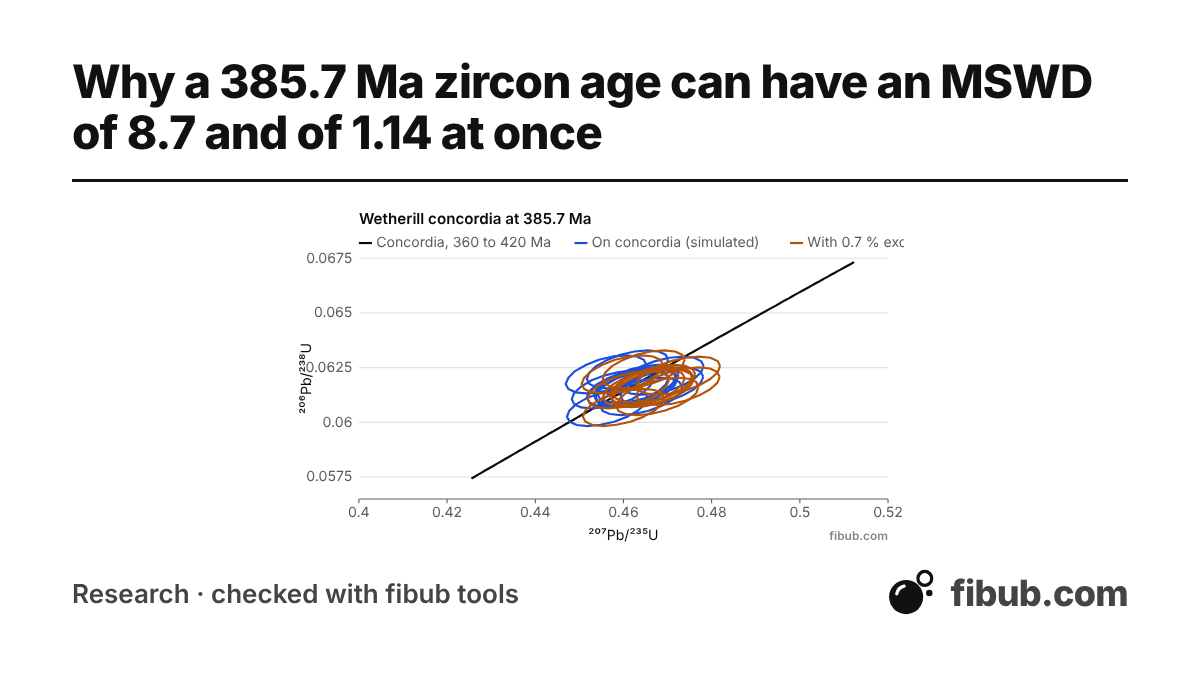 Why a 385.7 Ma zircon age can have an MSWD
of 8.7 and of 1.14 at once
Wetherill concordia at 385.7 Ma
Concordia, 360 to 420 Ma
On concordia (simulated)
With 0.7 % exc
0.0675
0.065
0.0625
0.06
0.0575
²⁰⁶Pb/²³⁸U
0.4
0.42
0.44
0.46
0.48
0.5
0.52
²⁰⁷Pb/²³⁵U
fibub.com
Research · checked with fibub tools
fibub.com